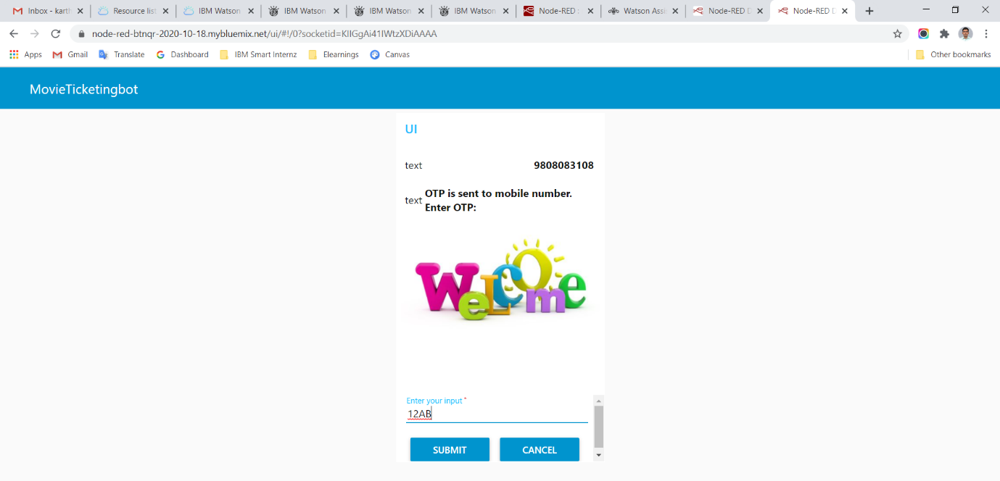 Inbox - karth
Resource list
IBM Watson
IBM Watson
IBM Watson
IBM Watson
Node-RED :
Watson Assi
Node-RED D
Node-RED D
node-red-btnqr-2020-10-18.mybluemix.net/ui/#!/0?socketid=KIIGgAi41IWtzXDiAAAA
Apps Gmail Translate Dashboard IBM Smart Internz Elearnings Canvas Other bookmarks
MovieTicketingbot
UI
text 9808083108
text OTP is sent to mobile number.
Enter OTP:
WeLCOme
Enter your input *
12AB
SUBMIT CANCEL